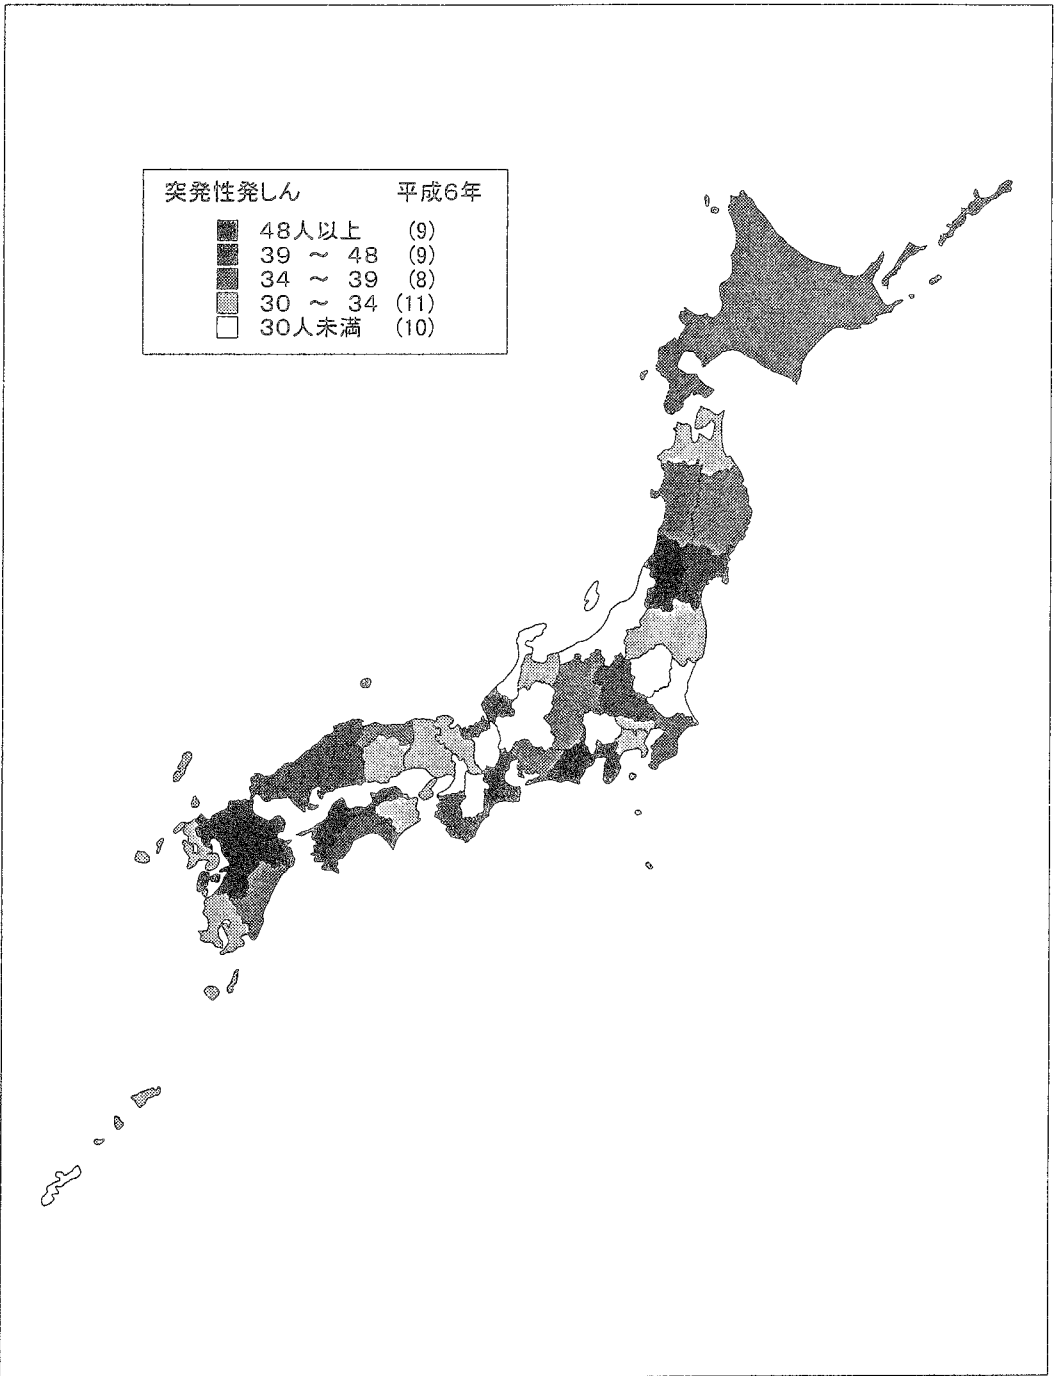 突発性発しん 平成6年
48人以上 (9)
39 ～ 48 (9)
34 ～ 39 (8)
30 ～ 34 (11)
30人未満 (10)